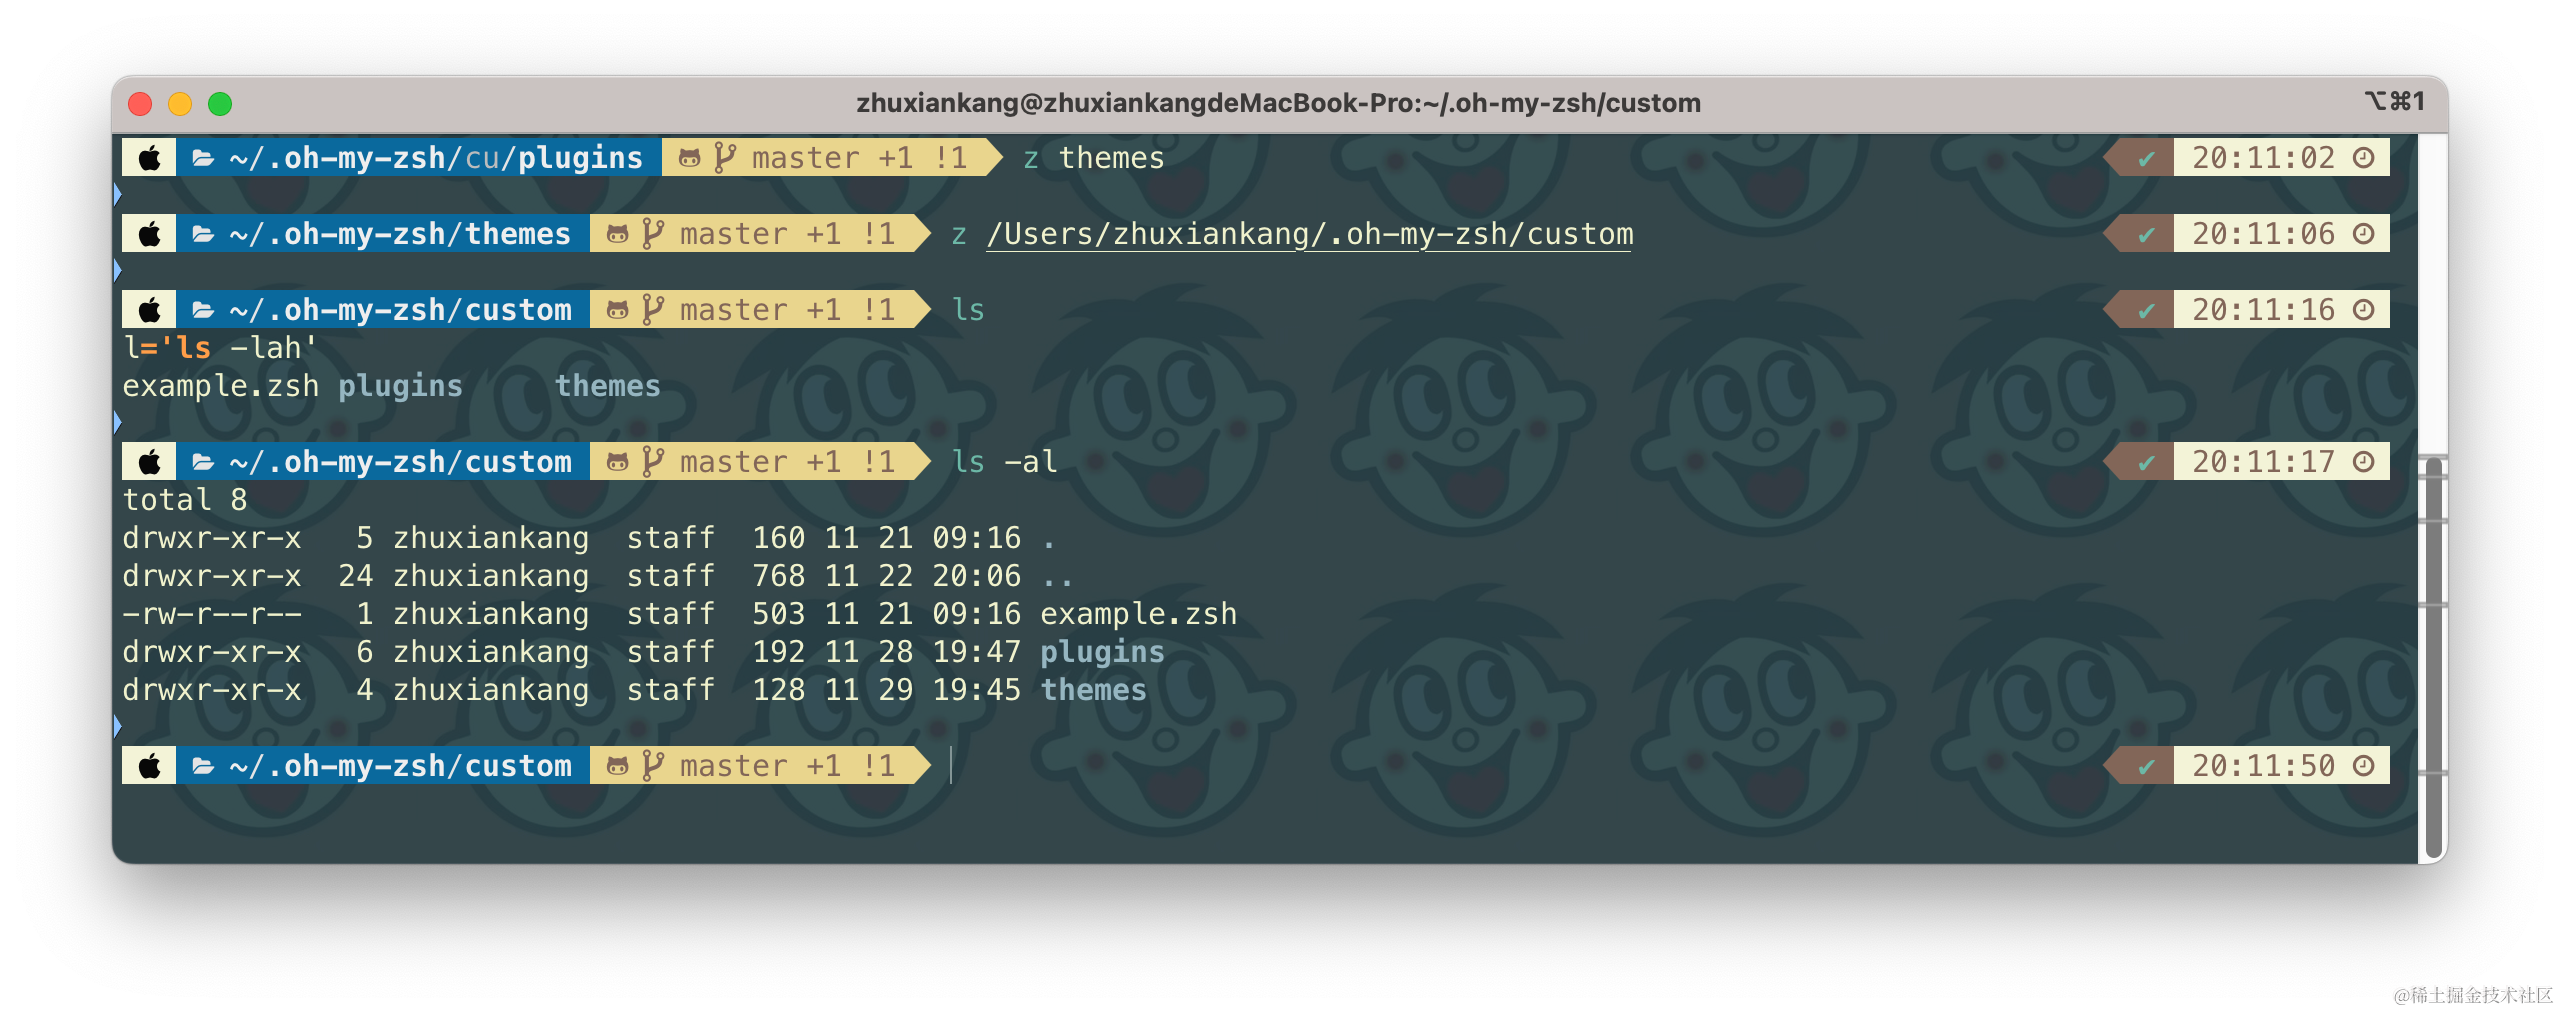 zhuxiankang@zhuxiankangdeMacBook-Pro:~/.oh-my-zsh/custom ⌥⌘1
~/.oh-my-zsh/cu/plugins master +1 !1 z themes ✔ 20:11:02
~/.oh-my-zsh/themes master +1 !1 z /Users/zhuxiankang/.oh-my-zsh/custom ✔ 20:11:06
~/.oh-my-zsh/custom master +1 !1 ls ✔ 20:11:16
l='ls -lah'
example.zsh plugins themes
~/.oh-my-zsh/custom master +1 !1 ls -al ✔ 20:11:17
total 8
drwxr-xr-x 5 zhuxiankang staff 160 11 21 09:16 .
drwxr-xr-x 24 zhuxiankang staff 768 11 22 20:06 ..
-rw-r--r-- 1 zhuxiankang staff 503 11 21 09:16 example.zsh
drwxr-xr-x 6 zhuxiankang staff 192 11 28 19:47 plugins
drwxr-xr-x 4 zhuxiankang staff 128 11 29 19:45 themes
~/.oh-my-zsh/custom master +1 !1 ✔ 20:11:50
@稀土掘金技术社区